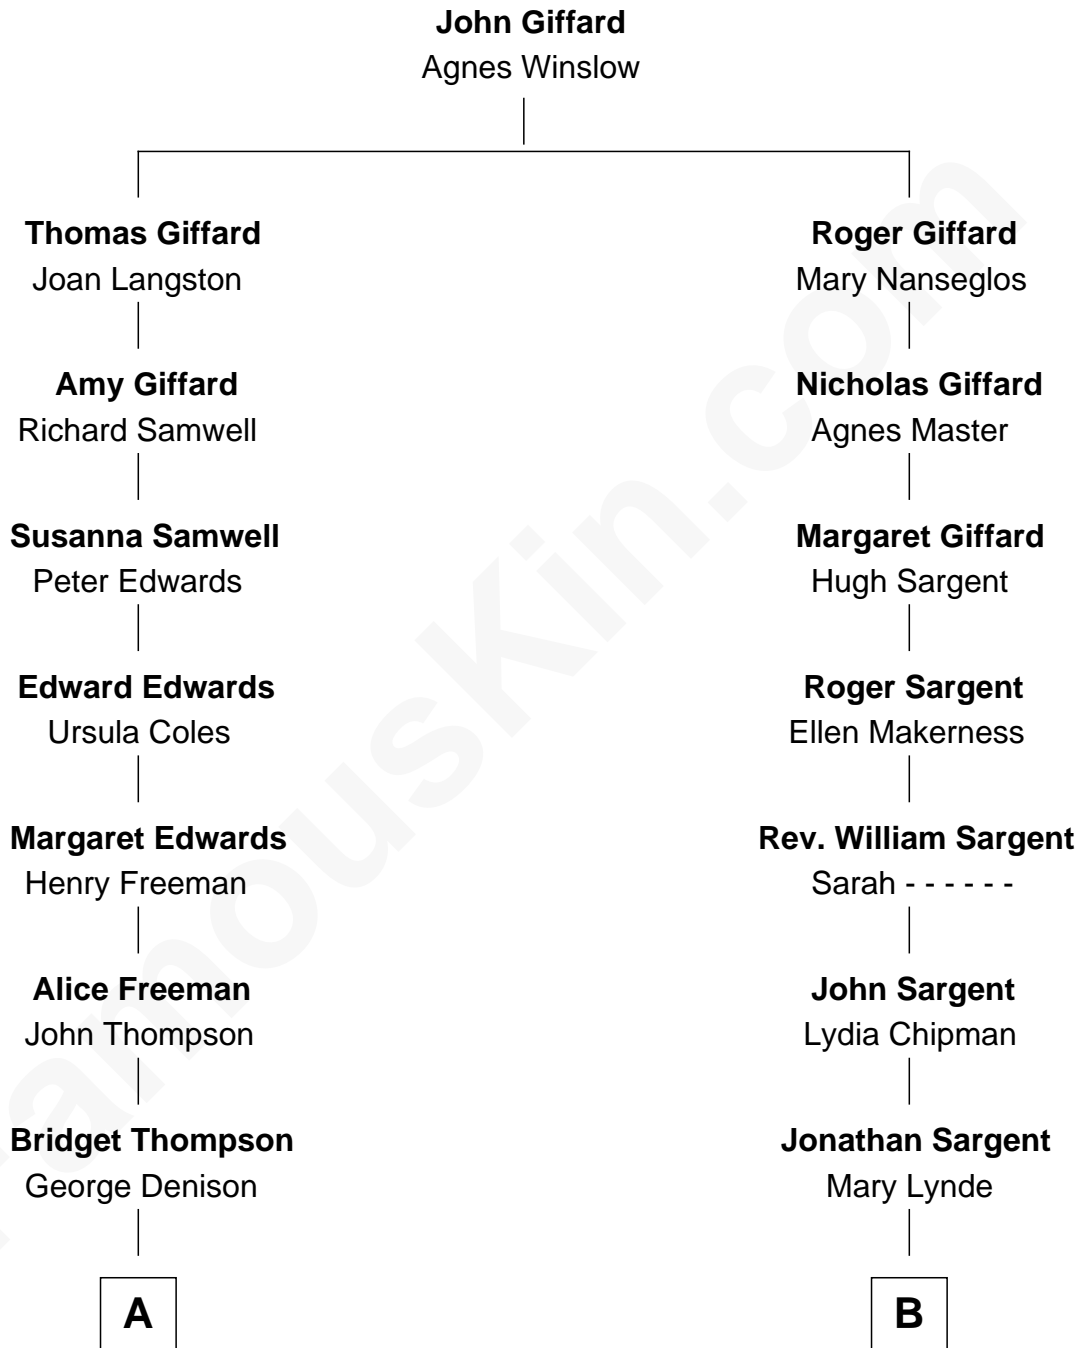 John Giffard
Agnes Winslow
Thomas Giffard
Joan Langston
Roger Giffard
Mary Nanseglos
Amy Giffard
Richard Samwell
Nicholas Giffard
Agnes Master
Susanna Samwell
Peter Edwards
Margaret Giffard
Hugh Sargent
Edward Edwards
Ursula Coles
Roger Sargent
Ellen Makerness
Margaret Edwards
Henry Freeman
Rev. William Sargent
Sarah - - - - - -
Alice Freeman
John Thompson
John Sargent
Lydia Chipman
Bridget Thompson
George Denison
Jonathan Sargent
Mary Lynde
A
B
FamousKin.com